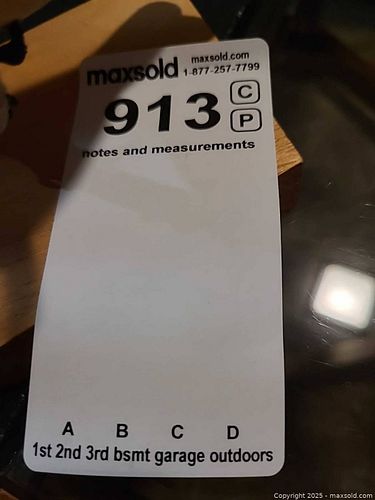 maxsold maxsold.com
1-877-257-7799
913 C
P
notes and measurements
A B C D
1st 2nd 3rd bsmt garage outdoors
Copyright 2025 - maxsold.com